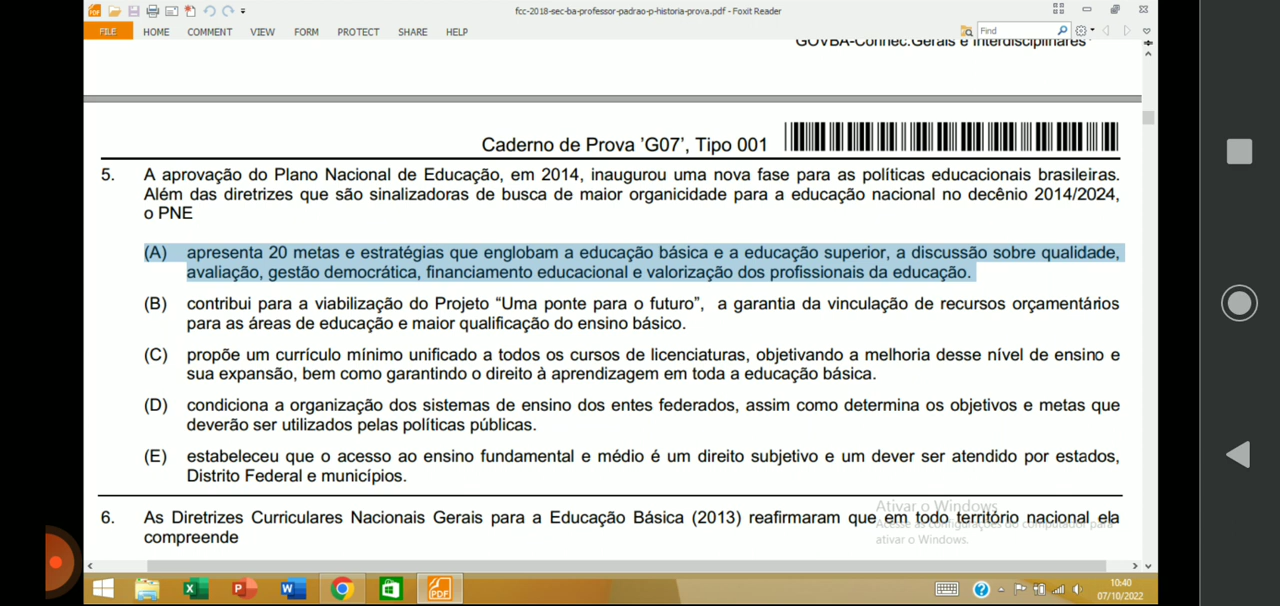 fcc-2018-sec-ba-professor-padrao-p-historia-prova.pdf - Foxit Reader
FILE HOME COMMENT VIEW FORM PROTECT SHARE HELP Find
GOVBA-Conhec.Gerais e Interdisciplinares
Caderno de Prova ’G07’, Tipo 001
5. A aprovação do Plano Nacional de Educação, em 2014, inaugurou uma nova fase para as políticas educacionais brasileiras.
Além das diretrizes que são sinalizadoras de busca de maior organicidade para a educação nacional no decênio 2014/2024,
o PNE
(A) apresenta 20 metas e estratégias que englobam a educação básica e a educação superior, a discussão sobre qualidade,
avaliação, gestão democrática, financiamento educacional e valorização dos profissionais da educação.
(B) contribui para a viabilização do Projeto “Uma ponte para o futuro”, a garantia da vinculação de recursos orçamentários
para as áreas de educação e maior qualificação do ensino básico.
(C) propõe um currículo mínimo unificado a todos os cursos de licenciaturas, objetivando a melhoria desse nível de ensino e
sua expansão, bem como garantindo o direito à aprendizagem em toda a educação básica.
(D) condiciona a organização dos sistemas de ensino dos entes federados, assim como determina os objetivos e metas que
deverão ser utilizados pelas políticas públicas.
(E) estabeleceu que o acesso ao ensino fundamental e médio é um direito subjetivo e um dever ser atendido por estados,
Distrito Federal e municípios.
6. As Diretrizes Curriculares Nacionais Gerais para a Educação Básica (2013) reafirmaram que em todo território nacional ela
compreende
Ativar o Windows
Acesse as configurações do computador para
ativar o Windows.
PDF
10:40
07/10/2022